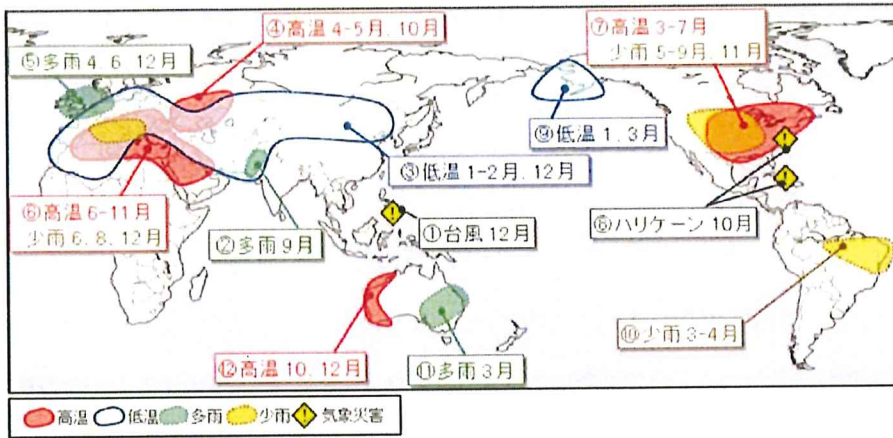 ④高温 4-5月, 10月
⑦高温 3-7月
少雨 5-9月, 11月
⑤多雨 4, 6, 12月
⑨低温 1, 3月
③低温 1-2月, 12月
⑥高温 6-11月
少雨 6, 8, 12月
②多雨 9月
①台風 12月
ハリケーン 10月
⑩少雨 3-4月
⑫高温 10, 12月
⑪多雨 3月
高温 低温 多雨 少雨 気象災害